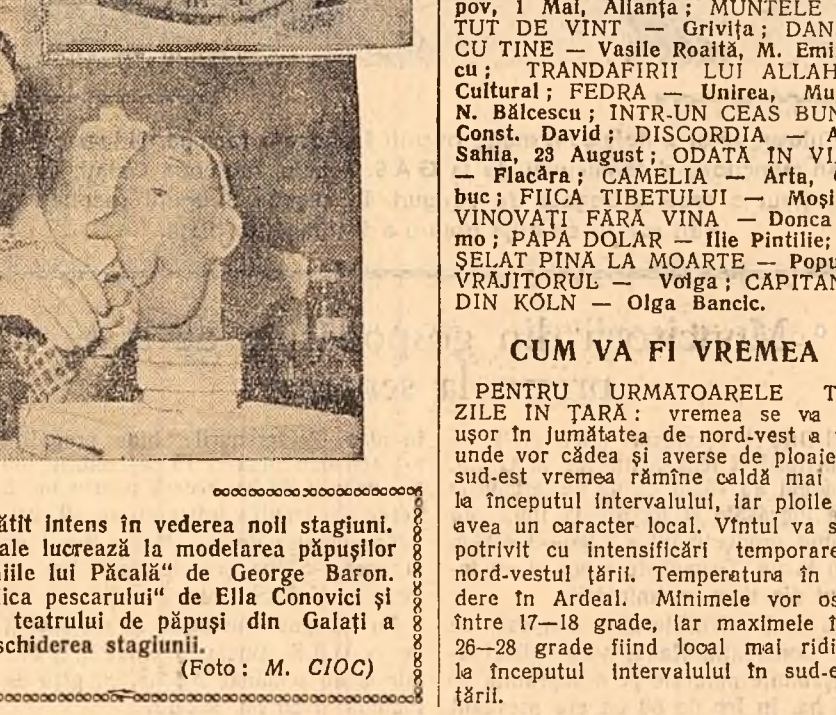 ătit intens în vederea noii stagiuni.
ale lucrează la modelarea păpușilor
iile lui Păcală“ de George Baron.
ica pescarului“ de Ella Conovici și
teatrului de păpuși din Galați a
schiderea stagiunii.
(Foto : M. CIOC)
pov, 1 Mai, Alianța ; MUNTELE
TUT DE VINT — Grivița ; DAN
CU TINE — Vasile Roaită, M. Emi
cu ; TRANDAFIRII LUI ALLAH
Cultural ; FEDRA — Unirea, Mu
N. Bălcescu ; INTR-UN CEAS BUN
Const. David ; DISCORDIA — A
Sahia, 23 August ; ODATĂ ÎN VI
— Flacăra ; CAMELIA — Arta,
buc ; FIICA TIBETULUI — Moși
VINOVAȚI FĂRĂ VINA — Donca
mo ; PAPĂ DOLAR — Ilie Pintilie;
ȘELAT PINĂ LA MOARTE — Popu
VRĂJITORUL — Volga ; CĂPITAN
DIN KÖLN — Olga Bancic.
CUM VA FI VREMEA
PENTRU URMĂTOARELE T
ZILE ÎN ȚARĂ : vremea se va
ușor în jumătatea de nord-vest a
unde vor cădea și averse de ploaie
sud-est vremea rămîne caldă mai
la începutul intervalului, iar ploile
avea un caracter local. Vîntul va s
potrivit cu intensificări temporare
nord-vestul țării. Temperatura în
dere în Ardeal. Minimele vor os
între 17—18 grade, iar maximele î
26—28 grade fiind local mai ridi
la începutul intervalului în sud-e
țării.